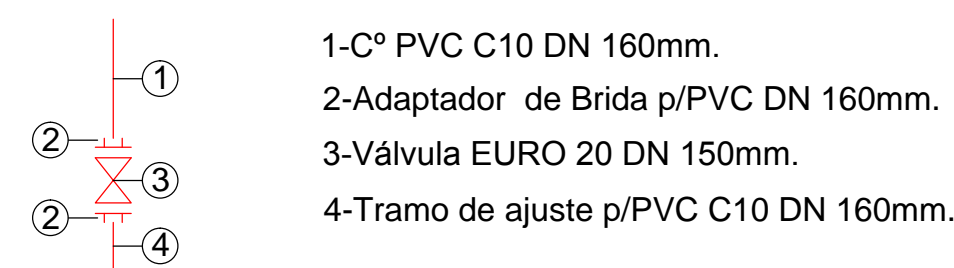 1
2
3
2
4
1-Cº PVC C10 DN 160mm.
2-Adaptador  de Brida p/PVC DN 160mm.
3-Válvula EURO 20 DN 150mm.
4-Tramo de ajuste p/PVC C10 DN 160mm.